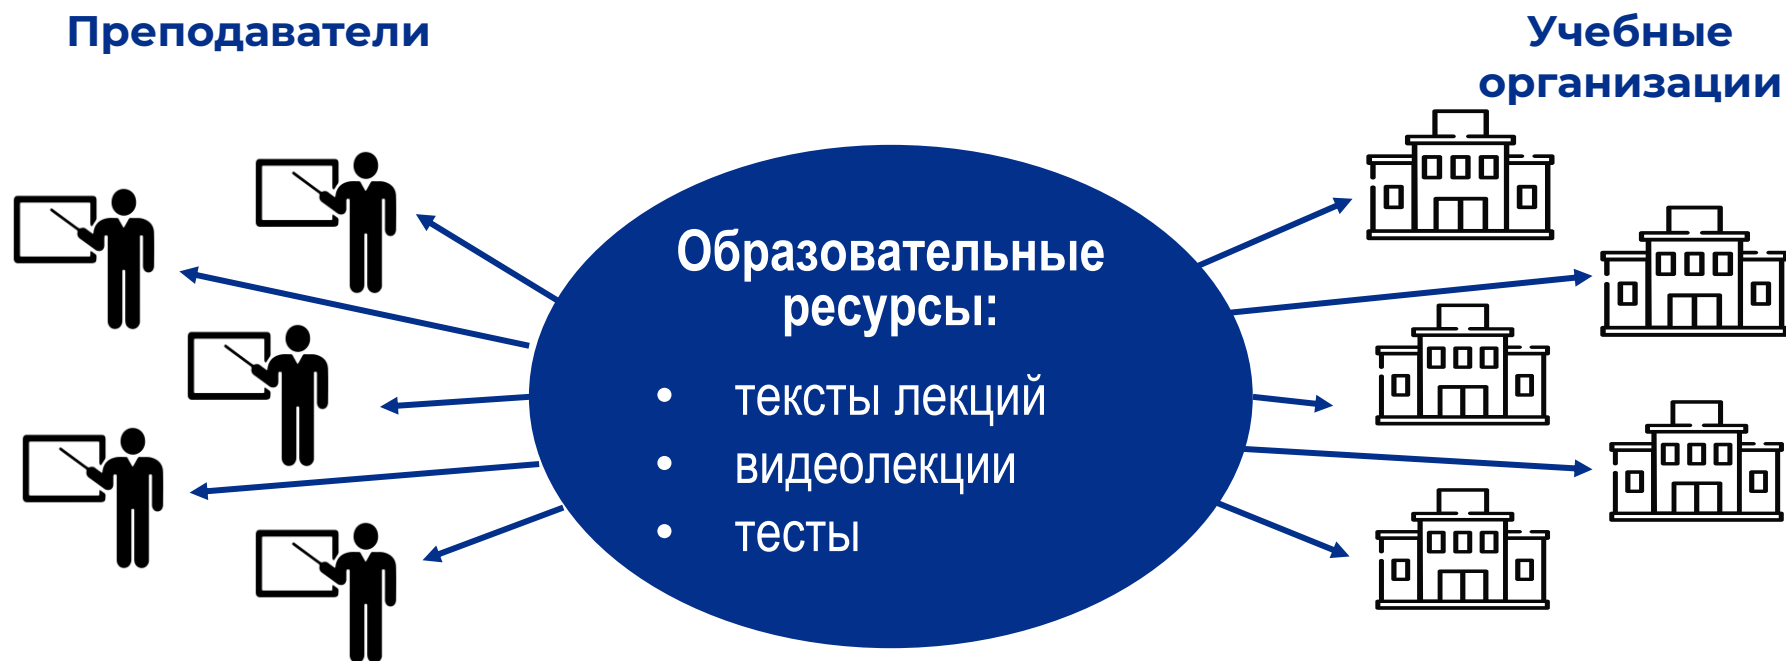 Преподаватели
Учебные
организации
Образовательные
ресурсы:
• тексты лекций
• видеолекции
• тесты